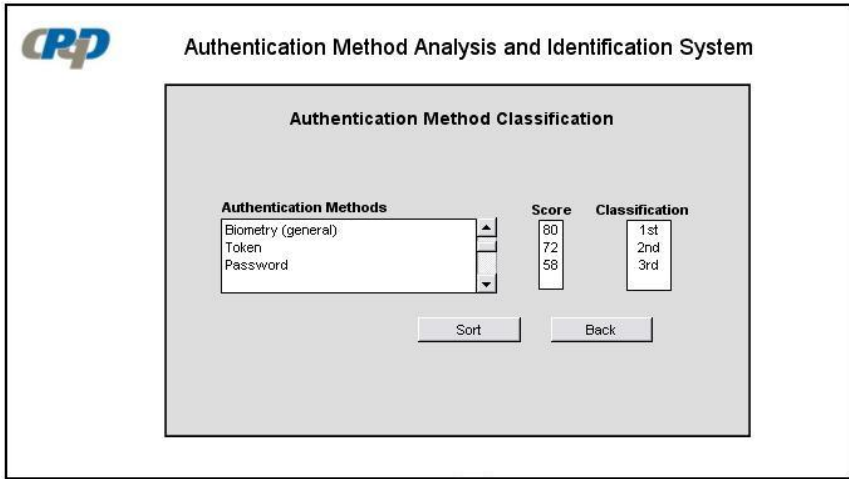 CPqD
Authentication Method Analysis and Identification System
Authentication Method Classification
Authentication Methods Score Classification
Biometry (general) 80 1st
Token 72 2nd
Password 58 3rd
Sort Back